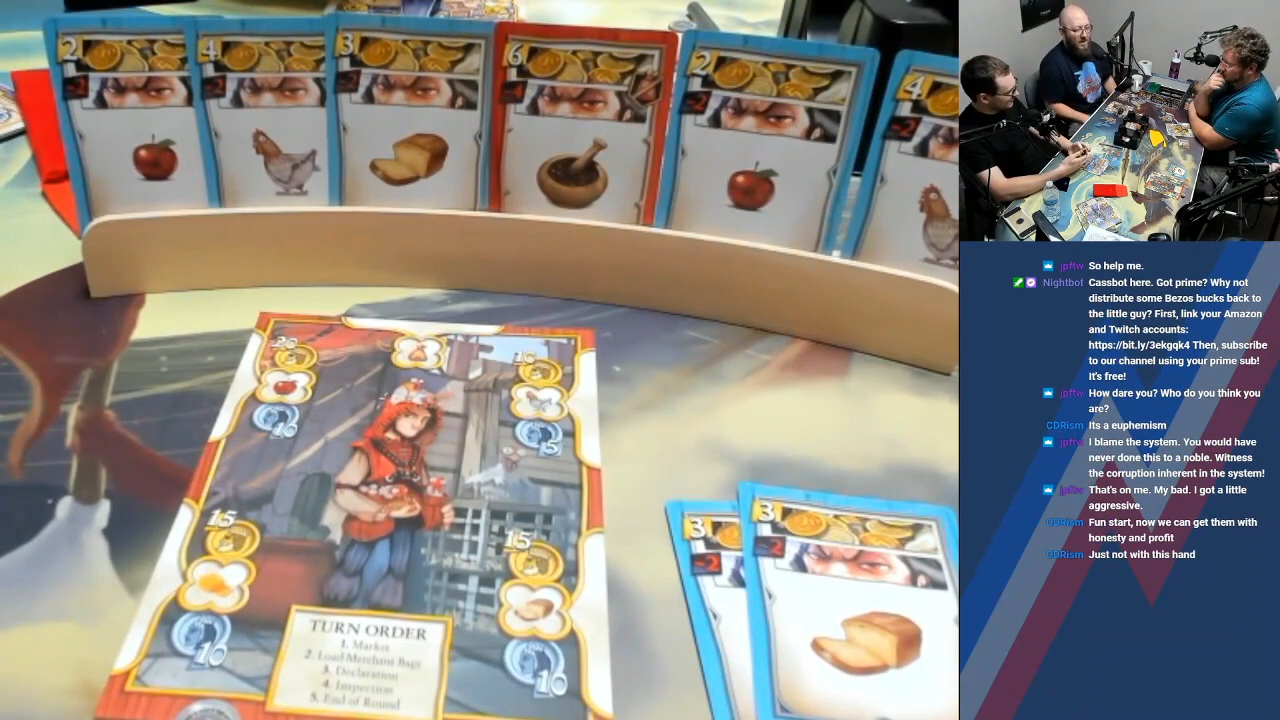 2
4
3
6
2
4
20
16
10
15
15
10
15
10
3
3
TURN ORDER
1. Market
2. Load Merchant Bags
3. Declaration
4. Inspection
5. End of Round
jpftw So help me.
Nightbot Cassbot here. Got prime? Why not
distribute some Bezos bucks back to
the little guy? First, link your Amazon
and Twitch accounts:
https://bit.ly/3ekgqk4 Then, subscribe
to our channel using your prime sub!
It's free!
jpftw How dare you? Who do you think you
are?
CDRism Its a euphemism
jpftw I blame the system. You would have
never done this to a noble. Witness
the corruption inherent in the system!
jpftw That's on me. My bad. I got a little
aggressive.
CDRism Fun start, now we can get them with
honesty and profit
CDRism Just not with this hand